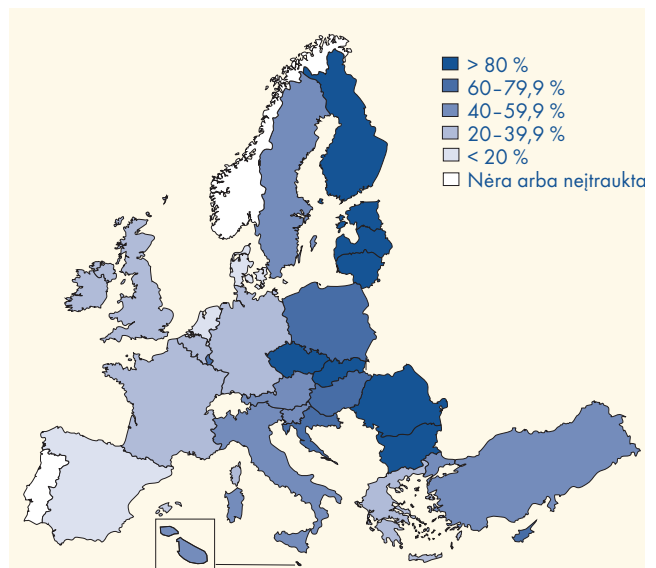 > 80 %
60–79,9 %
40–59,9 %
20–39,9 %
< 20 %
Nėra arba neįtraukta